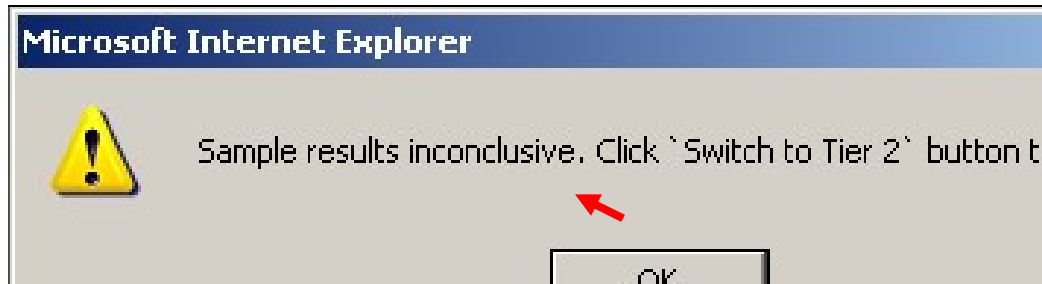 Microsoft Internet Explorer
Sample results inconclusive. Click `Switch to Tier 2` button t
OK